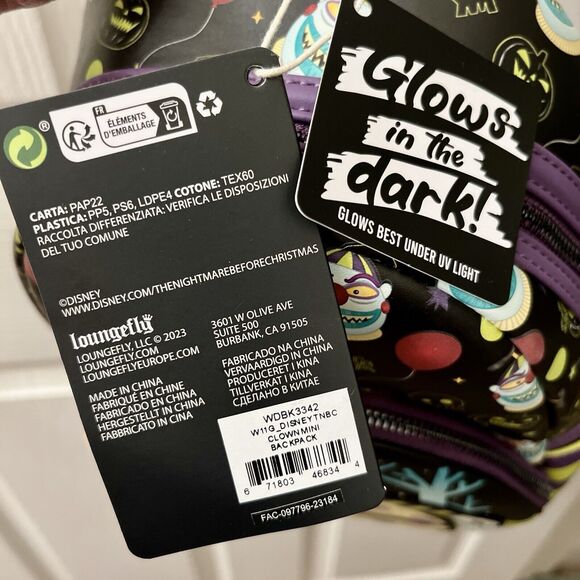 Glows
in the
dark!
GLOWS BEST UNDER UV LIGHT
FR
ÉLÉMENTS
D'EMBALLAGE
®
CARTA: PAP22
PLASTICA: PP5, PS6, LDPE4 COTONE: TEX60
RACCOLTA DIFFERENZIATA: VERIFICA LE DISPOSIZIONI
DEL TUO COMUNE
©DISNEY
WWW.DISNEY.COM/THENIGHTMAREBEFORECHRISTMAS
loungefly
LOUNGEFLY, LLC © 2023
LOUNGEFLY.COM
LOUNGEFLYEUROPE.COM
3601 W OLIVE AVE
SUITE 500
BURBANK, CA 91505
MADE IN CHINA
FABRIQUÉ EN CHINE
FABRICADO EN CHINA
HERGESTELLT IN CHINA
FABBRICATO IN CINA
FABRICADO NA CHINA
VERVAARDIGD IN CHINA
PRODUCERET I KINA
TILLVERKAT I KINA
СДЕЛАНО В КИТАЕ
WDBK3342
W11G_DISNEYTNBC
CLOWN MINI
BACKPACK
6 71803 46834 4
FAC-097796-23184